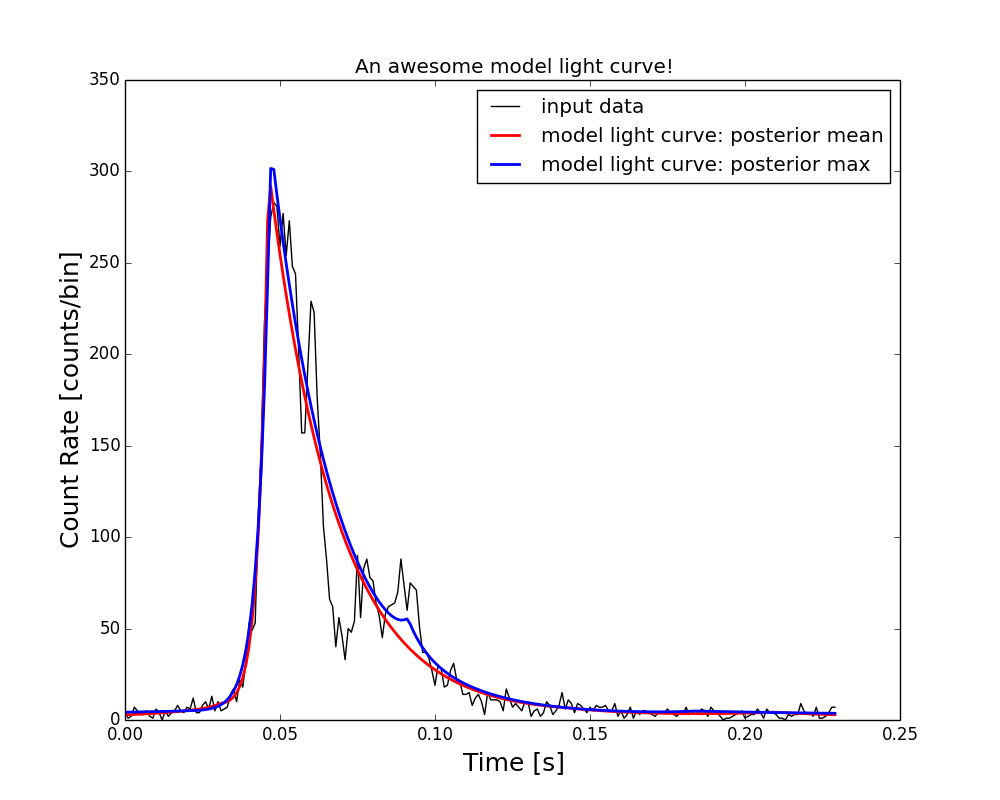 An awesome model light curve!
350
300
250
200
150
100
50
0
Count Rate [counts/bin]
input data
model light curve: posterior mean
model light curve: posterior max
0.00
0.05
0.10
0.15
0.20
0.25
Time [s]